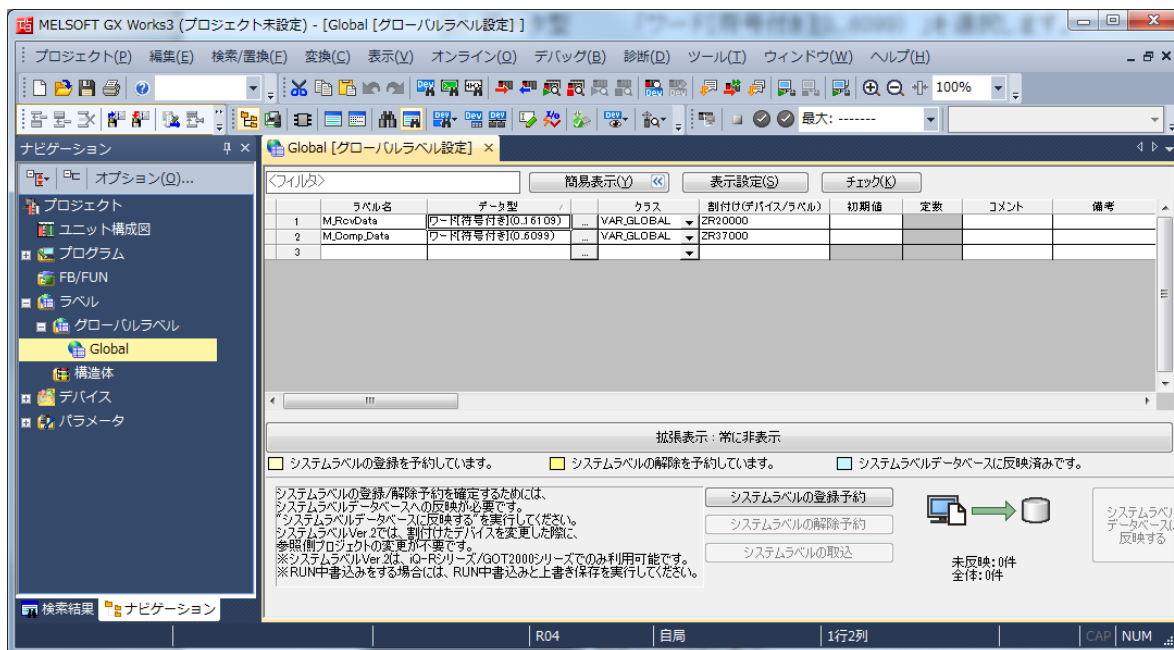 MELSOFT GX Works3 (プロジェクト未設定) - [Global [グローバルラベル設定] ]
プロジェクト(P) 編集(E) 検索/置換(F) 変換(C) 表示(V) オンライン(O) デバッグ(B) 診断(D) ツール(T) ウィンドウ(W) ヘルプ(H)
100%
最大: -------
ナビゲーション
Global [グローバルラベル設定]
オプション(O)...
<フィルタ> 簡易表示(Y) 表示設定(S) チェック(K)
プロジェクト
ユニット構成図
プログラム
FB/FUN
ラベル
グローバルラベル
Global
構造体
デバイス
パラメータ
ラベル名 データ型 クラス 割付け(デバイス/ラベル) 初期値 定数 コメント 備考
1 M_RcvData ワード[符号付き](0..16109) ... VAR_GLOBAL ZR20000
2 M_Comp_Data ワード[符号付き](0..6099) ... VAR_GLOBAL ZR37000
3 ...
拡張表示：常に非表示
システムラベルの登録を予約しています。 システムラベルの解除を予約しています。 システムラベルデータベースに反映済みです。
システムラベルの登録/解除予約を確定するためには、
システムラベルデータベースへの反映が必要です。
"システムラベルデータベースに反映する"を実行してください。
システムラベルVer.2では、割付けたデバイスを変更した際に、
参照側プロジェクトの変更が不要です。
※システムラベルVer.2は、iQ-Rシリーズ/GOT2000シリーズでのみ利用可能です。
※RUN中書込みをする場合には、RUN中書込みと上書き保存を実行してください。
システムラベルの登録予約
システムラベルの解除予約
システムラベルの取込
未反映:0件
全体:0件
システムラベル
データベースに
反映する
検索結果 ナビゲーション
R04 自局 1行2列 CAP NUM